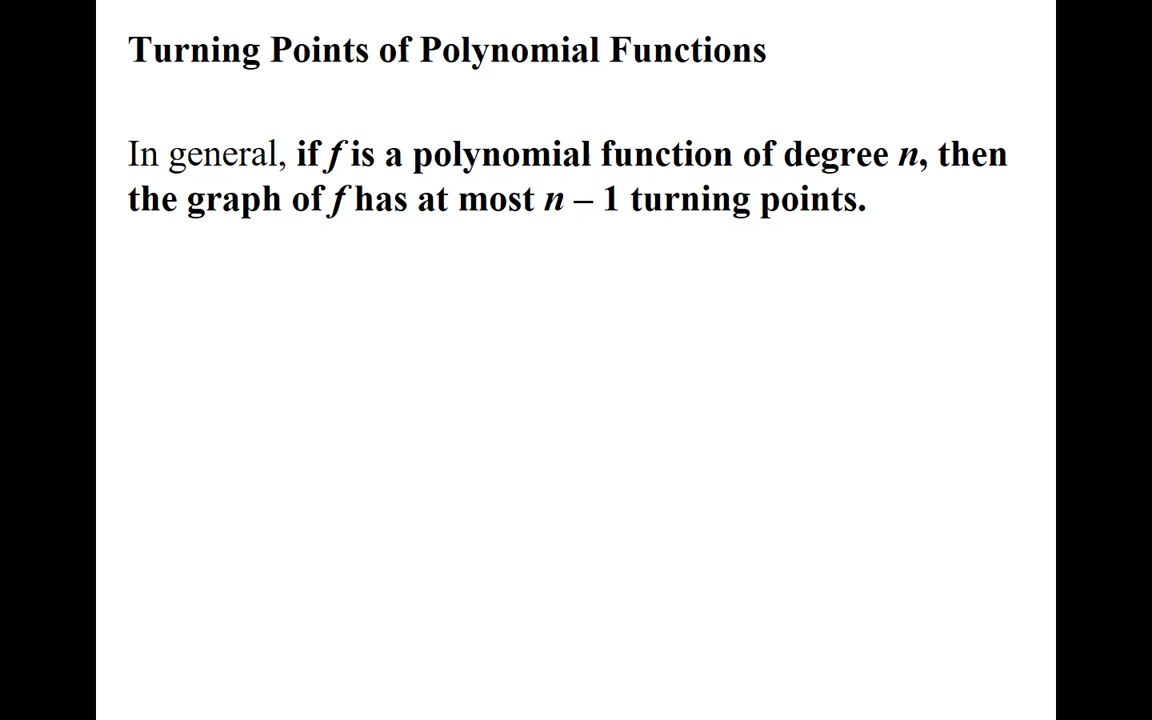 Turning Points of Polynomial Functions
In general, if f is a polynomial function of degree n, then
the graph of f has at most n – 1 turning points.